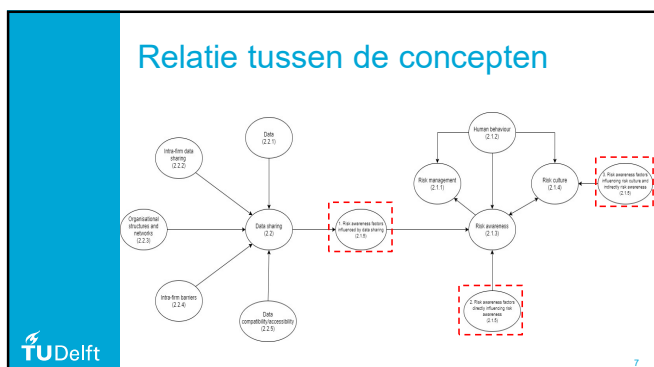 Relatie tussen de concepten
Data
(2.2.1)
Intra-firm data
sharing
(2.2.2)
Organisational
structures and
networks
(2.2.3)
Data sharing
(2.2)
Intra-firm barriers
(2.2.4)
Data
compatibility/accessibility
(2.2.5)
1. Risk awareness factors
influenced by data sharing
(2.1.5)
Human behaviour
(2.1.2)
Risk management
(2.1.1)
Risk culture
(2.1.4)
Risk awareness
(2.1.3)
3. Risk awareness factors
influencing risk culture and
indirectly risk awareness
(2.1.5)
2. Risk awareness factors
directly influencing risk
awareness
(2.1.5)
TUDelft
7